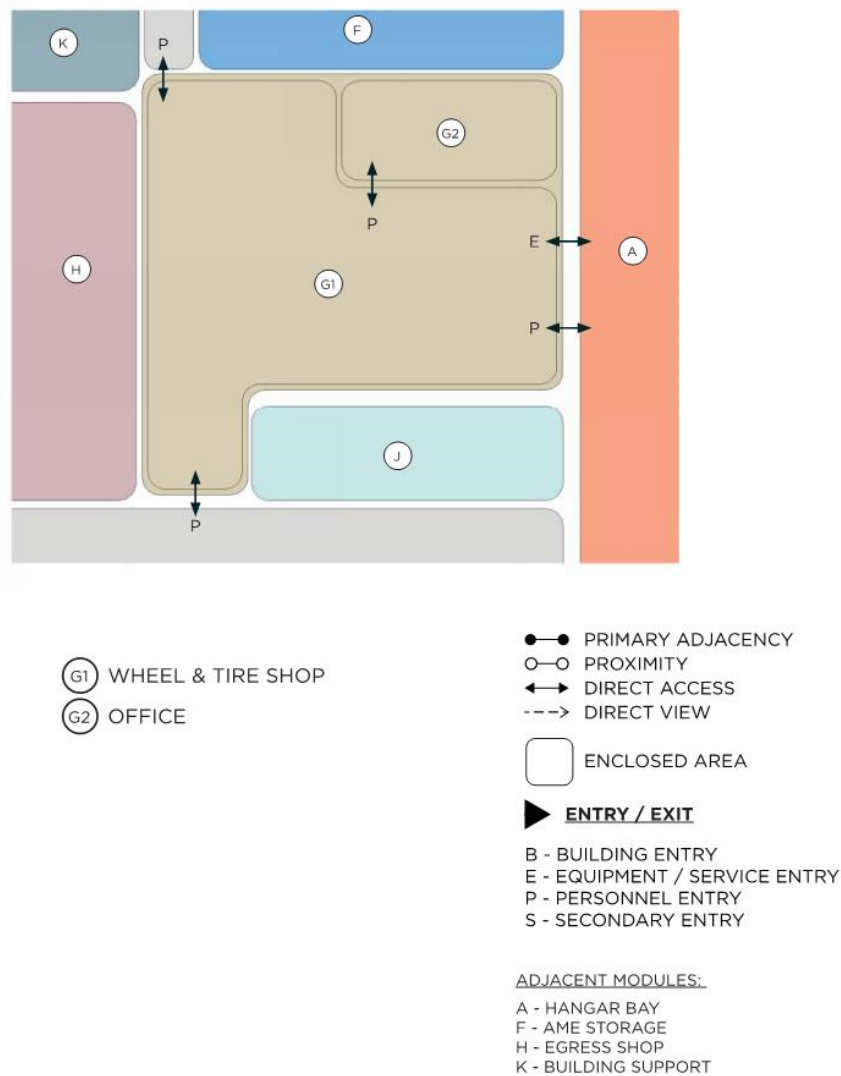 K
P
F
G2
P
E
A
H
G1
P
J
P
G1 WHEEL & TIRE SHOP
G2 OFFICE
PRIMARY ADJACENCY
PROXIMITY
DIRECT ACCESS
DIRECT VIEW
ENCLOSED AREA
ENTRY / EXIT
B - BUILDING ENTRY
E - EQUIPMENT / SERVICE ENTRY
P - PERSONNEL ENTRY
S - SECONDARY ENTRY
ADJACENT MODULES:
A - HANGAR BAY
F - AME STORAGE
H - EGRESS SHOP
K - BUILDING SUPPORT